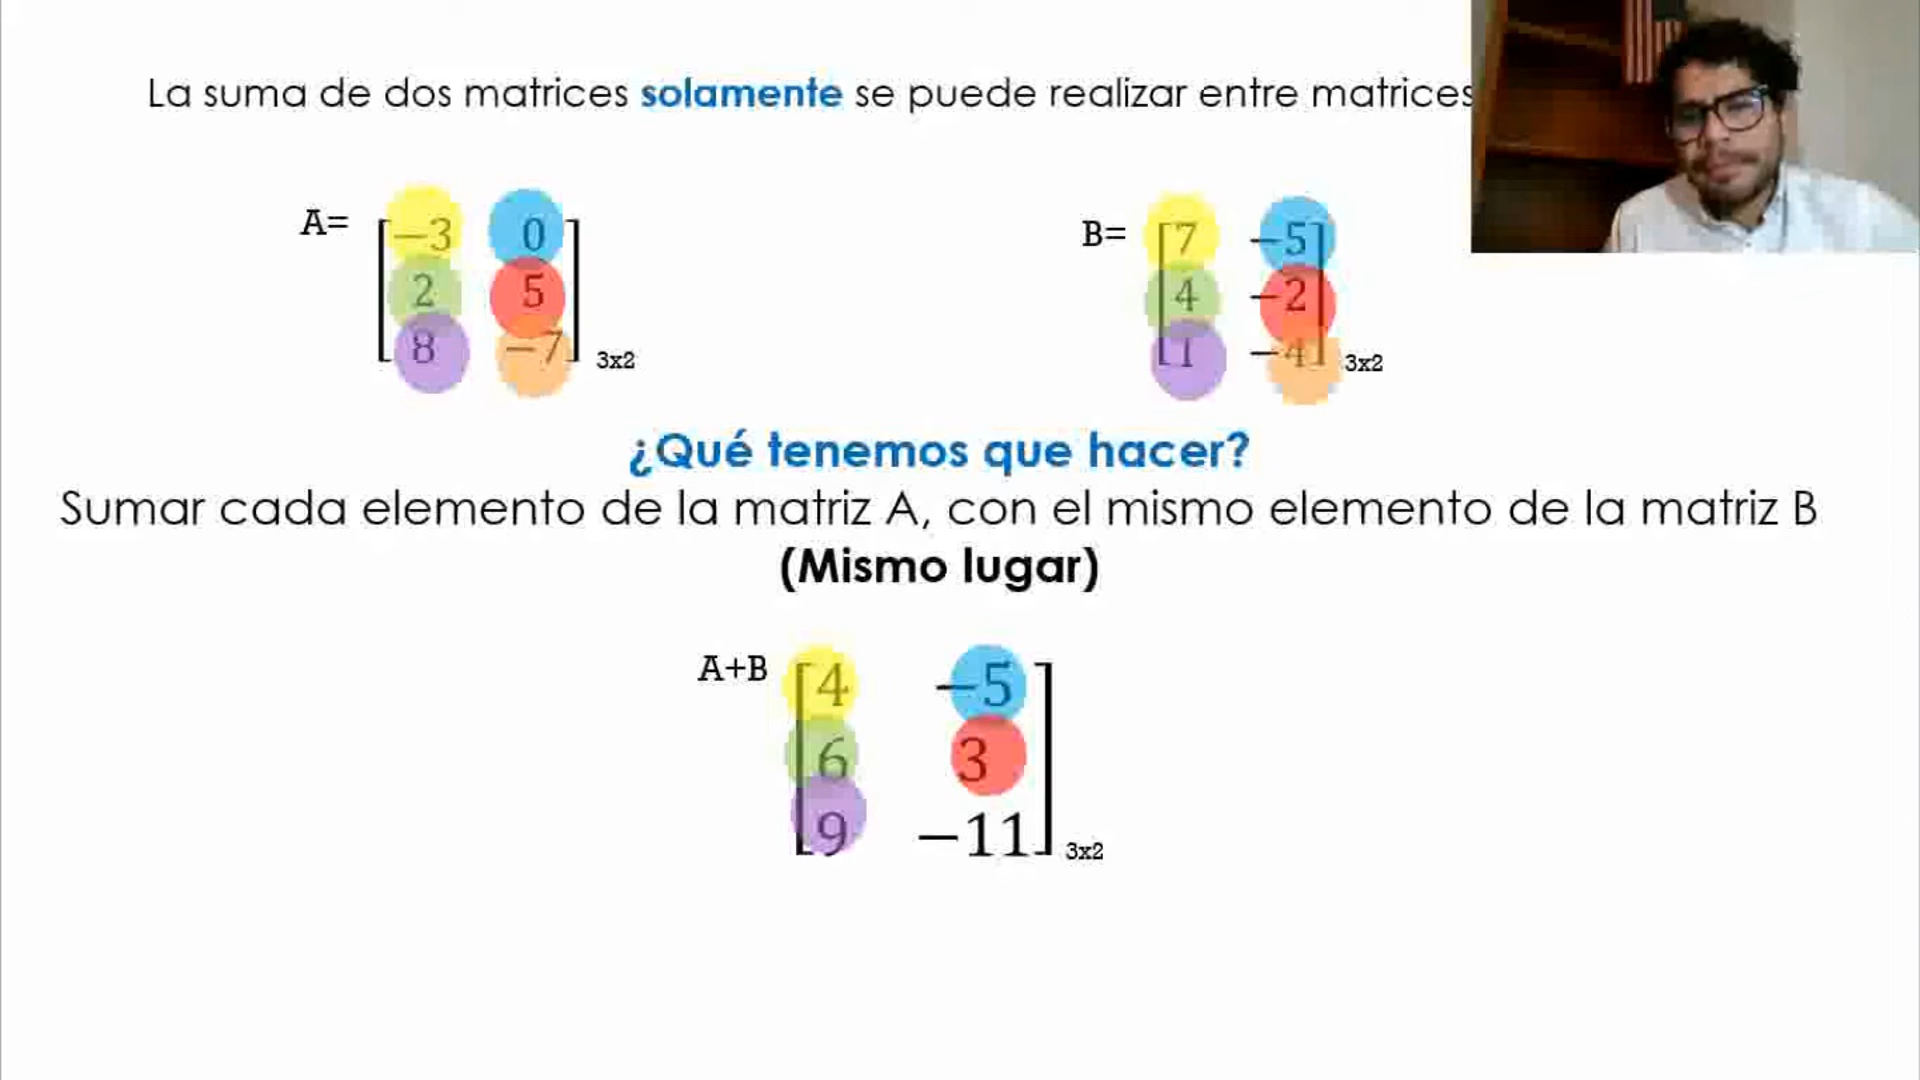 La suma de dos matrices solamente se puede realizar entre matrices
A= [−3 0
2 5
8 −7] 3x2
B= [7 −5
4 −2
1 −4] 3x2
¿Qué tenemos que hacer?
Sumar cada elemento de la matriz A, con el mismo elemento de la matriz B
(Mismo lugar)
A+B [4 −5
6 3
9 −11] 3x2